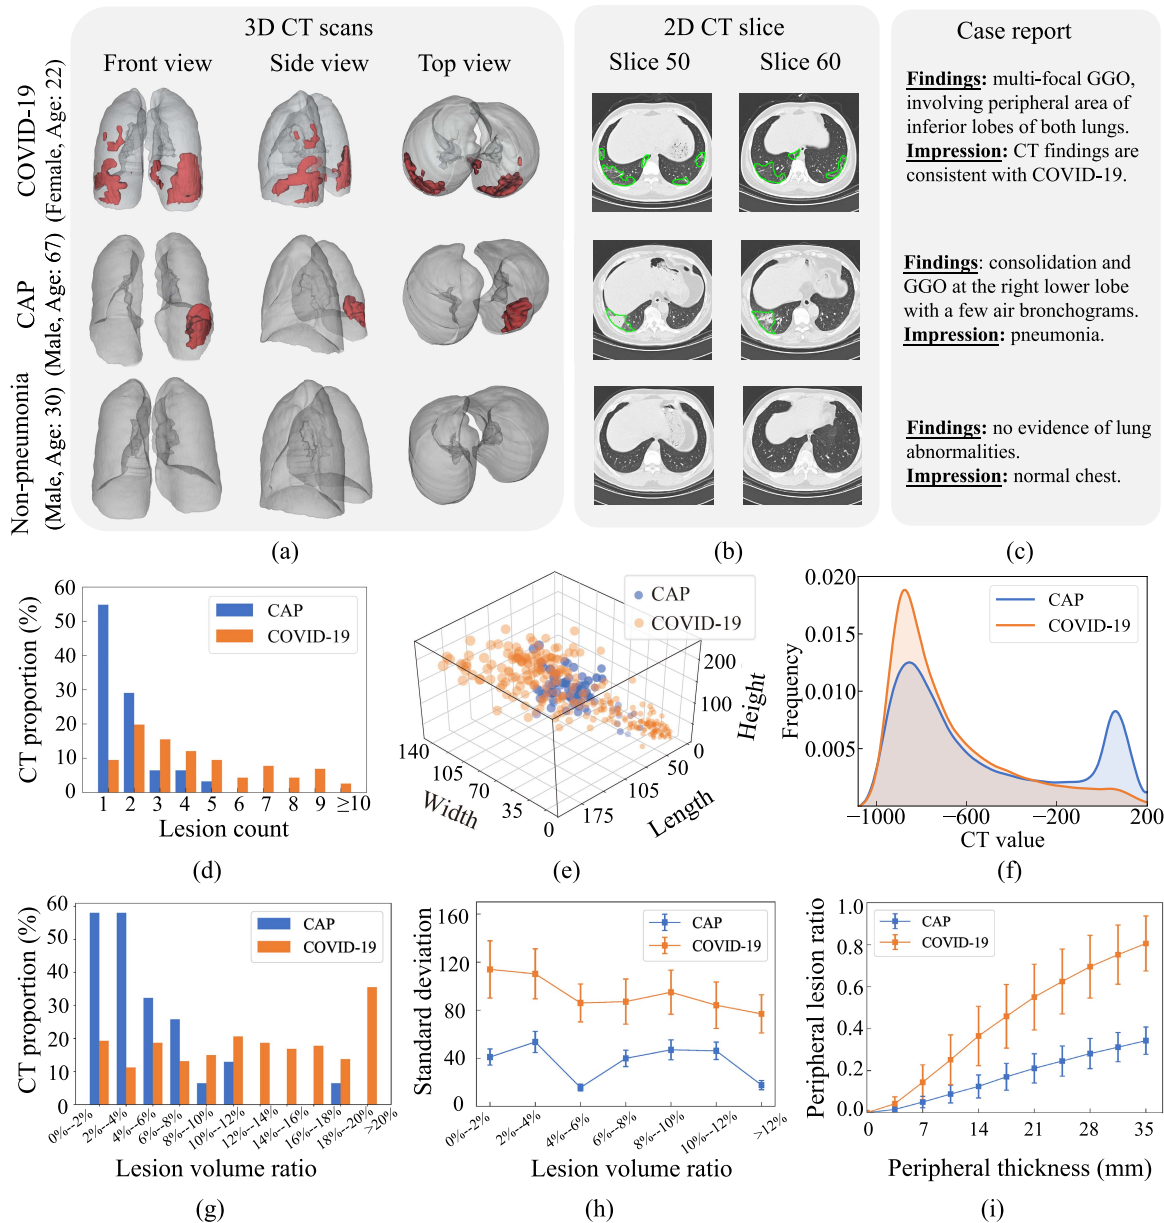 3D CT scans
2D CT slice
Case report
Front view
Side view
Top view
Slice 50
Slice 60
COVID-19
(Female, Age: 22)
Findings: multi-focal GGO,
involving peripheral area of
inferior lobes of both lungs.
Impression: CT findings are
consistent with COVID-19.
CAP
(Male, Age: 67)
Findings: consolidation and
GGO at the right lower lobe
with a few air bronchograms.
Impression: pneumonia.
Non-pneumonia
(Male, Age: 30)
Findings: no evidence of lung
abnormalities.
Impression: normal chest.
(a)
(b)
(c)
CT proportion (%)
60
50
40
30
20
10
0
CAP
COVID-19
1 2 3 4 5 6 7 8 9 ≥10
Lesion count
(d)
CAP
COVID-19
200
100
0
Height
140
105
70
35
0
Width
175
105
50
Length
(e)
Frequency
0.020
0.015
0.010
0.005
CAP
COVID-19
−1000 −600 −200 200
CT value
(f)
CT proportion (%)
60
50
40
30
20
10
0
CAP
COVID-19
0%~2% 2%~4% 4%~6% 6%~8% 8%~10% 10%~12% 12%~14% 14%~16% 16%~18% 18%~20% >20%
Lesion volume ratio
(g)
Standard deviation
160
120
80
40
0
CAP
COVID-19
0%~2% 2%~4% 4%~6% 6%~8% 8%~10% 10%~12% >12%
Lesion volume ratio
(h)
Peripheral lesion ratio
1.0
0.8
0.6
0.4
0.2
0.0
CAP
COVID-19
0 7 14 21 28 35
Peripheral thickness (mm)
(i)